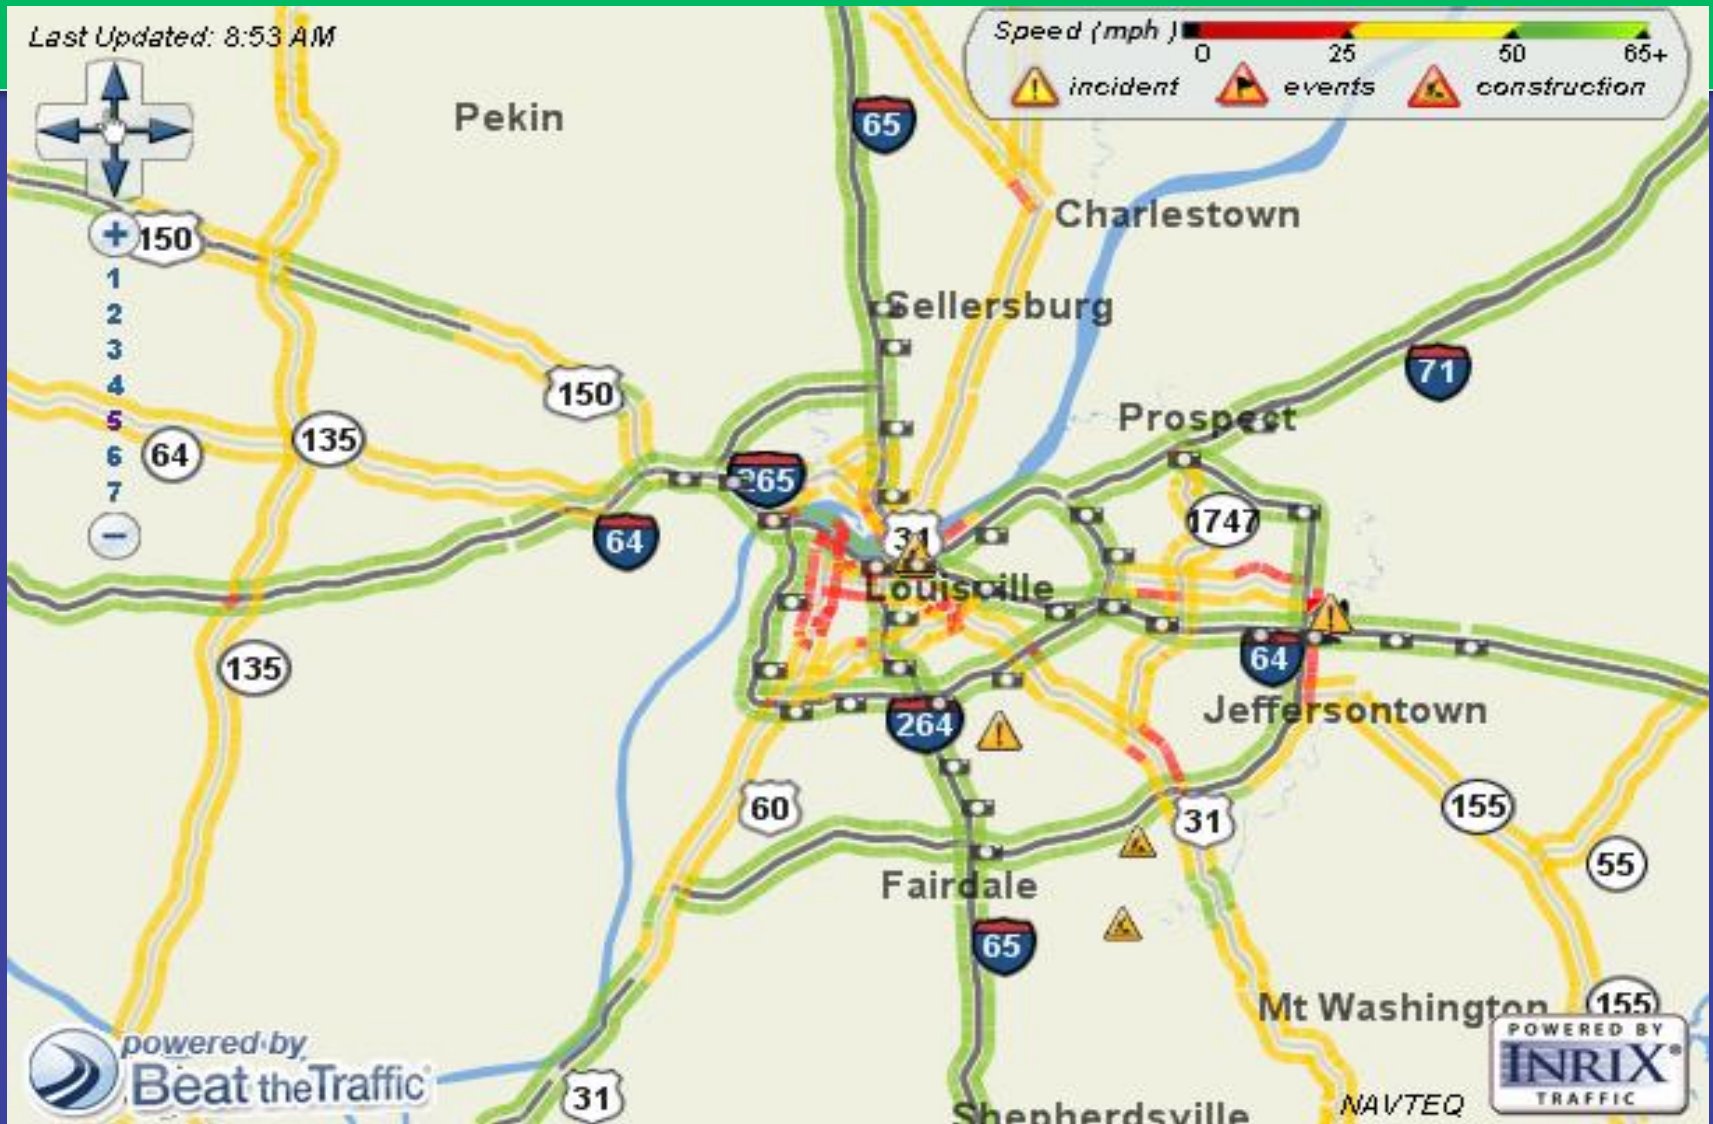 Last Updated: 8:53 AM
Speed (mph)
0 25 50 65+
incident events construction
Pekin
65
Charlestown
150
+
1
2
3
4
5
6
7
−
Sellersburg
71
150
Prospect
64
135
265
1747
64
31
Louisville
135
64
Jeffersontown
264
60
31
155
55
Fairdale
65
Mt Washington
155
powered by
Beat the Traffic
31
Shepherdsville
NAVTEQ
POWERED BY
INRIX®
TRAFFIC